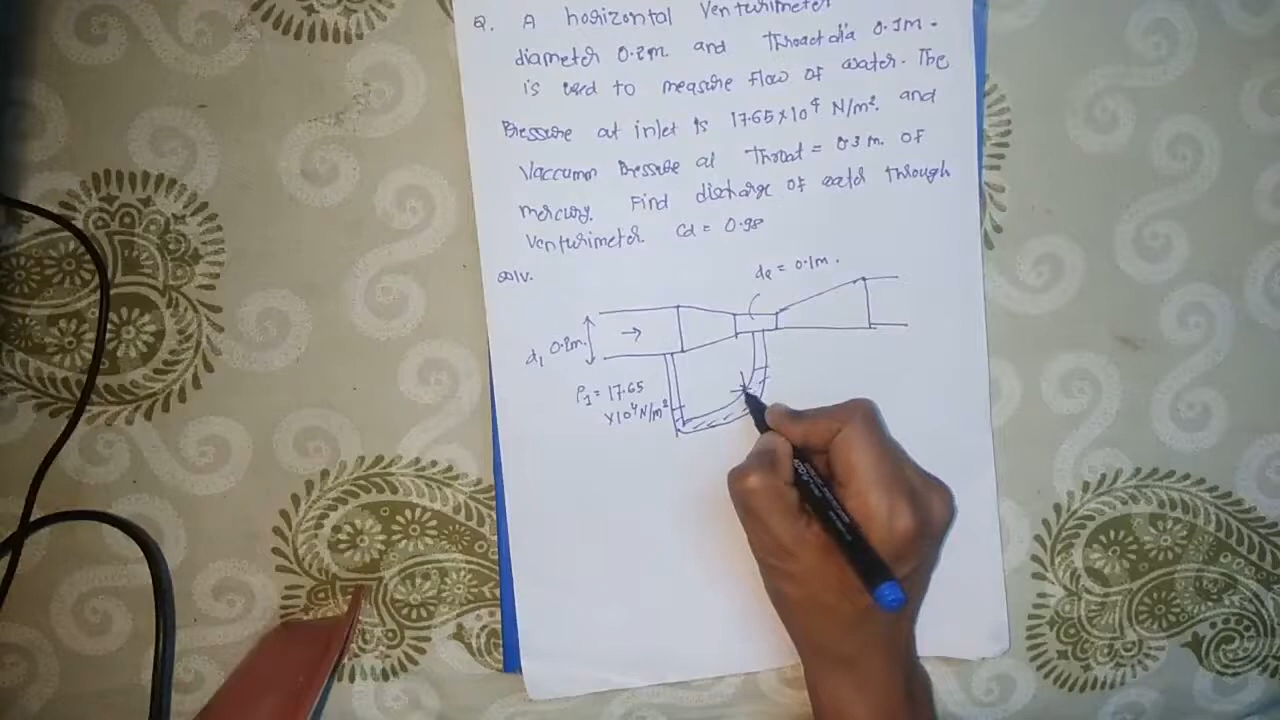 Q. A horizontal Venturimeter
diameter 0.2m. and Throat dia 0.1m.
is used to measure flow of water. The
Pressure at inlet is 17.65×10⁴ N/m². and
Vaccumm Pressure at Throat = 0.3 m. of
mercury. Find discharge of water through
Venturimeter. Cd = 0.98
Solv.
d₂ = 0.1m.
d₁ 0.2m.
P₁ = 17.65
×10⁴ N/m²